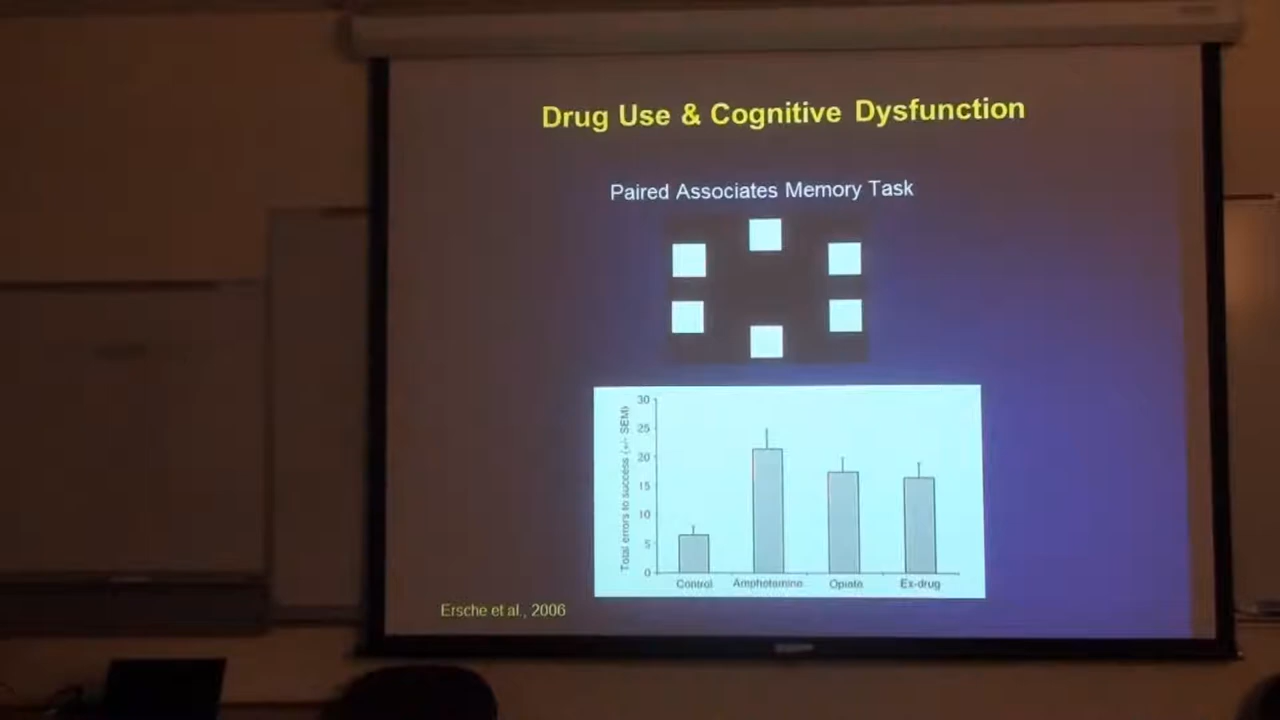 Drug Use & Cognitive Dysfunction
Paired Associates Memory Task
Total errors to success (+/- SEM)
30
25
20
15
10
5
0
Control Amphetamine Opiate Ex-drug
Ersche et al., 2006